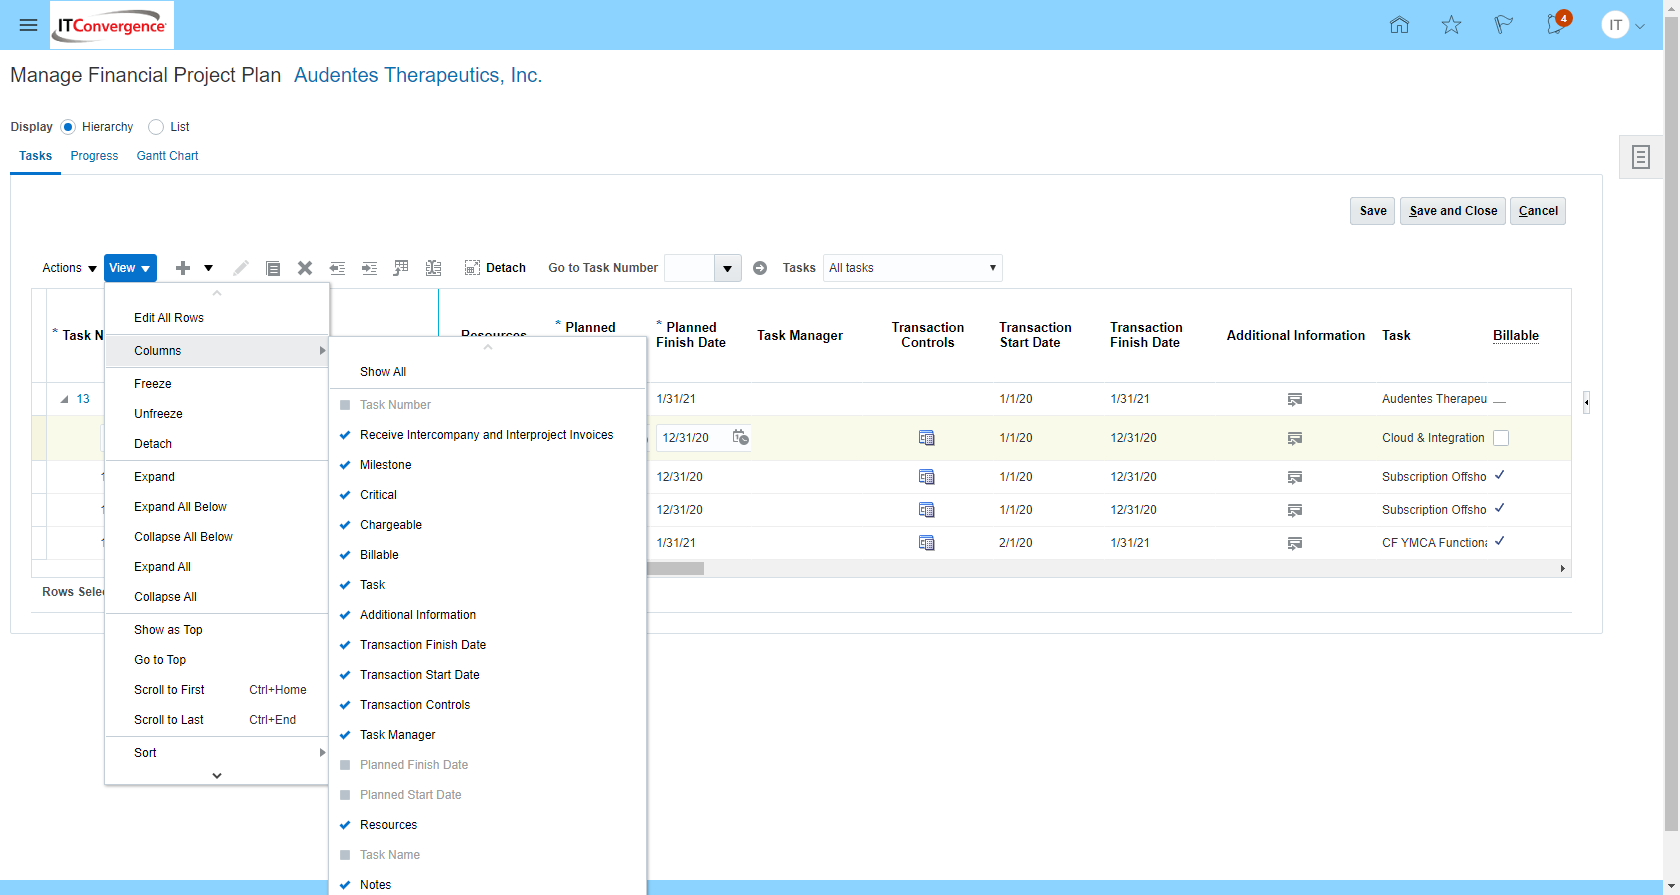 ITConvergence
4
IT
Manage Financial Project Plan Audentes Therapeutics, Inc.
Display Hierarchy List
Tasks Progress Gantt Chart
Save Save and Close Cancel
Actions View Detach Go to Task Number Tasks All tasks
* Task N
Resources
* Planned
* Planned Finish Date
Task Manager
Transaction Controls
Transaction Start Date
Transaction Finish Date
Additional Information
Task
Billable
13 1/31/21 1/1/20 1/31/21 Audentes Therapeu
12/31/20 1/1/20 12/31/20 Cloud & Integration
12/31/20 1/1/20 12/31/20 Subscription Offsho
12/31/20 1/1/20 12/31/20 Subscription Offsho
1/31/21 2/1/20 1/31/21 CF YMCA Functiona
Rows Selec
Edit All Rows
Columns
Freeze
Unfreeze
Detach
Expand
Expand All Below
Collapse All Below
Expand All
Collapse All
Show as Top
Go to Top
Scroll to First Ctrl+Home
Scroll to Last Ctrl+End
Sort
Show All
Task Number
Receive Intercompany and Interproject Invoices
Milestone
Critical
Chargeable
Billable
Task
Additional Information
Transaction Finish Date
Transaction Start Date
Transaction Controls
Task Manager
Planned Finish Date
Planned Start Date
Resources
Task Name
Notes